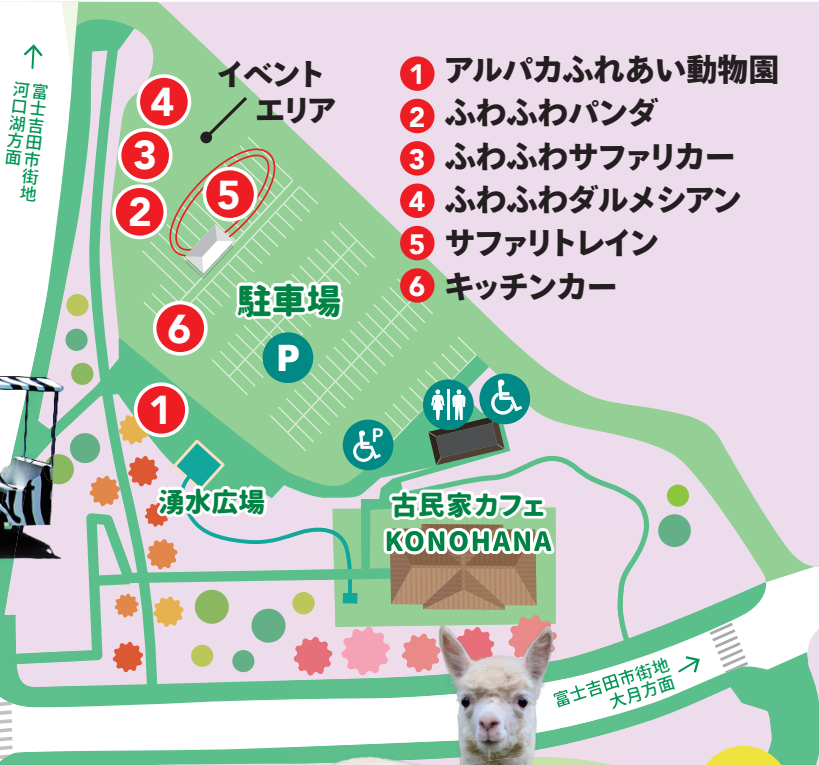 富士吉田市街地
河口湖方面
イベント
エリア
4
3
2
5
6
1
駐車場
P
P
湧水広場
古民家カフェ
KONOHANA
富士吉田市街地
大月方面
1 アルパカふれあい動物園
2 ふわふわパンダ
3 ふわふわサファリカー
4 ふわふわダルメシアン
5 サファリトレイン
6 キッチンカー